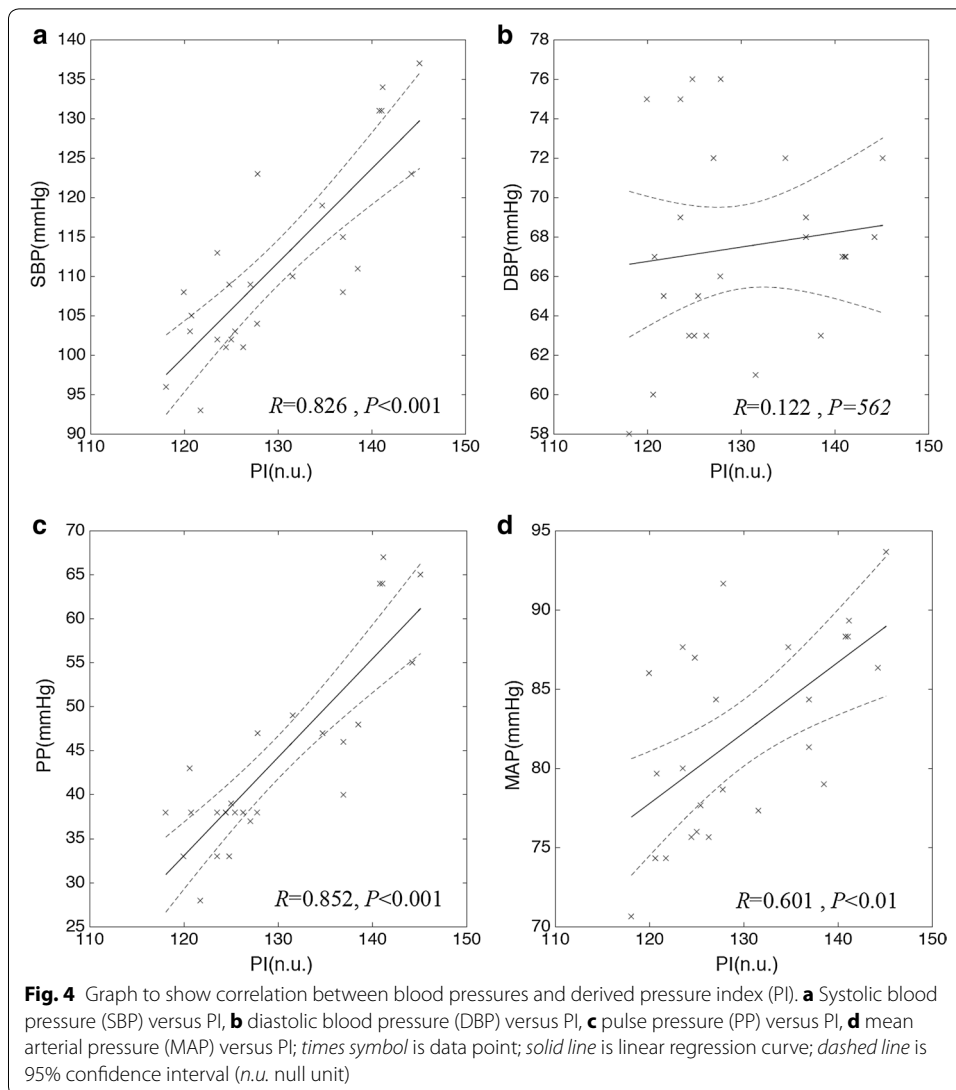 a
140
135
130
125
120
115
110
105
100
95
90
SBP(mmHg)
R=0.826 , P<0.001
110 120 130 140 150
PI(n.u.)
b
78
76
74
72
70
68
66
64
62
60
58
DBP(mmHg)
R=0.122 , P=562
110 120 130 140 150
PI(n.u.)
c
70
65
60
55
50
45
40
35
30
25
PP(mmHg)
R=0.852, P<0.001
110 120 130 140 150
PI(n.u.)
d
95
90
85
80
75
70
MAP(mmHg)
R=0.601 , P<0.01
110 120 130 140 150
PI(n.u.)
Fig. 4 Graph to show correlation between blood pressures and derived pressure index (PI). a Systolic blood
pressure (SBP) versus PI, b diastolic blood pressure (DBP) versus PI, c pulse pressure (PP) versus PI, d mean
arterial pressure (MAP) versus PI; times symbol is data point; solid line is linear regression curve; dashed line is
95% confidence interval (n.u. null unit)